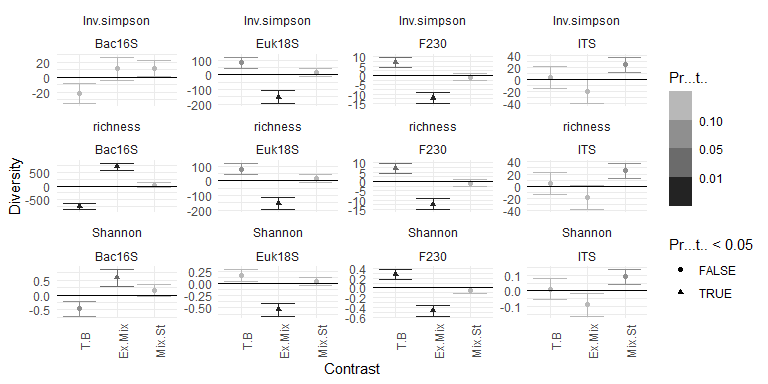 Inv.simpson Inv.simpson Inv.simpson Inv.simpson
Bac16S Euk18S F230 ITS
20 0 -20
100 0 -100 -200
10 5 0 -5 -10 -15
40 20 0 -20 -40
richness richness richness richness
Bac16S Euk18S F230 ITS
500 0 -500
100 0 -100 -200
10 5 0 -5 -10 -15
40 20 0 -20 -40
Shannon Shannon Shannon Shannon
Bac16S Euk18S F230 ITS
0.5 0.0 -0.5
0.25 0.00 -0.25 -0.50
0.4 0.2 0.0 -0.2 -0.4 -0.6
0.1 0.0 -0.1
T.B Ex.Mix Mix.St T.B Ex.Mix Mix.St T.B Ex.Mix Mix.St T.B Ex.Mix Mix.St
Contrast
Diversity
Pr...t..
0.10
0.05
0.01
Pr...t.. < 0.05
FALSE
TRUE